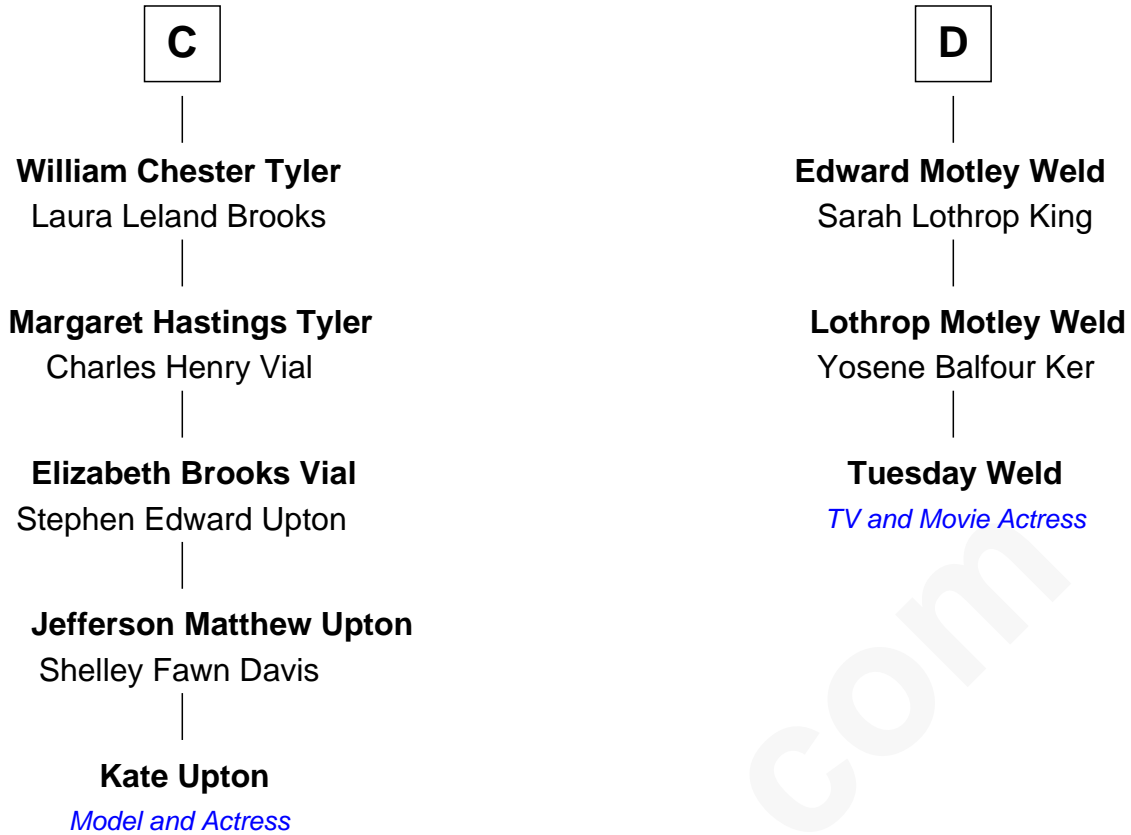 C
William Chester Tyler
Laura Leland Brooks
Margaret Hastings Tyler
Charles Henry Vial
Elizabeth Brooks Vial
Stephen Edward Upton
Jefferson Matthew Upton
Shelley Fawn Davis
Kate Upton
Model and Actress
D
Edward Motley Weld
Sarah Lothrop King
Lothrop Motley Weld
Yosene Balfour Ker
Tuesday Weld
TV and Movie Actress
com